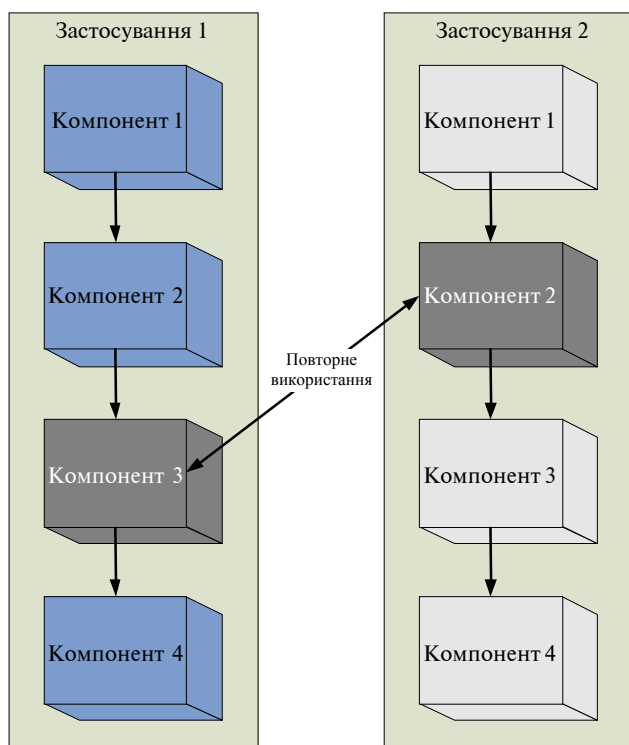 Застосування 1
Компонент 1
Компонент 2
Компонент 3
Компонент 4
Повторне
використання
Застосування 2
Компонент 1
Компонент 2
Компонент 3
Компонент 4